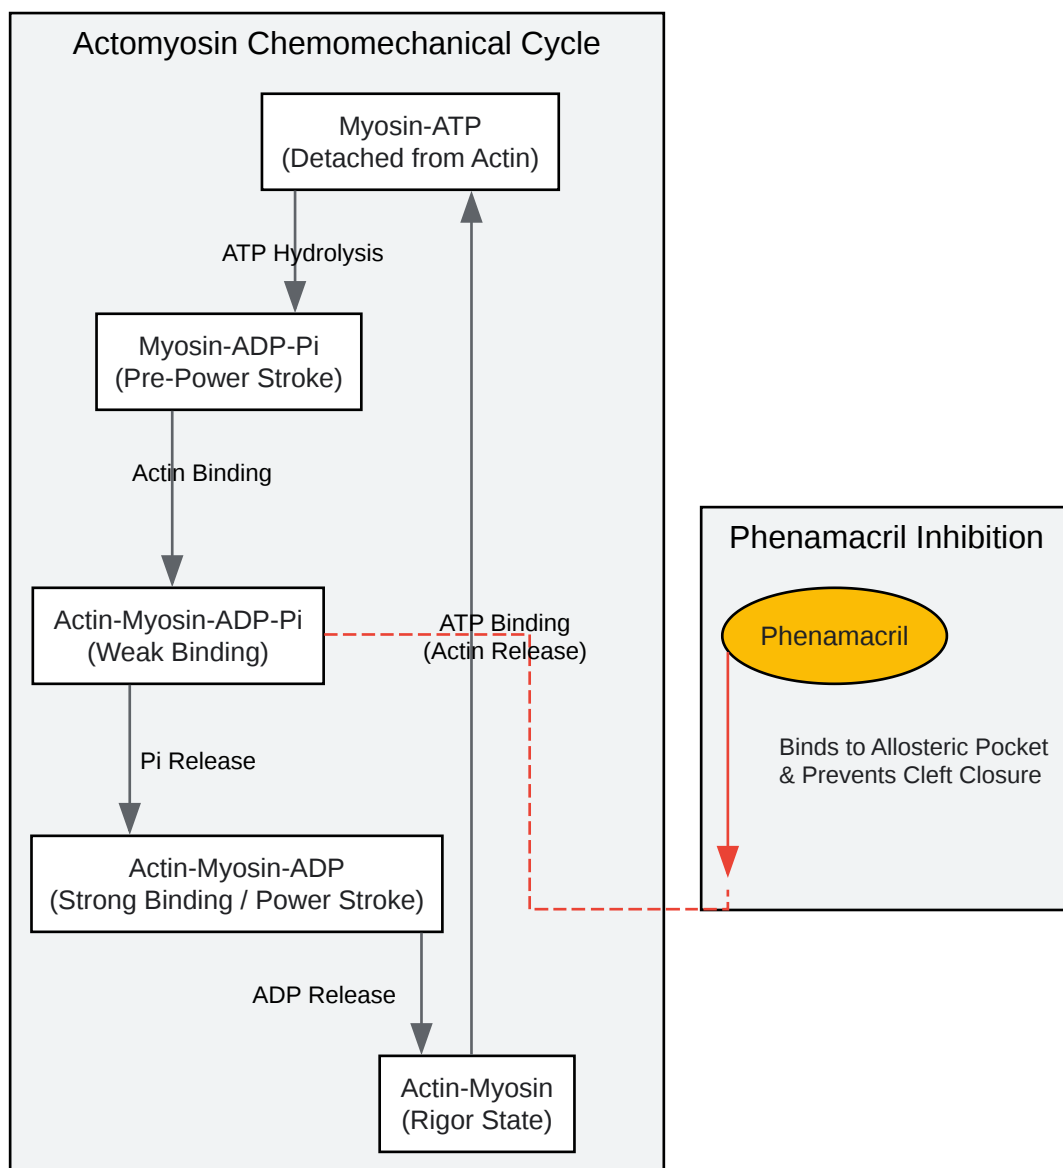 Actomyosin Chemomechanical Cycle
Myosin-ATP
(Detached from Actin)
ATP Hydrolysis
Myosin-ADP-Pi
(Pre-Power Stroke)
Actin Binding
Actin-Myosin-ADP-Pi
(Weak Binding)
ATP Binding
(Actin Release)
Pi Release
Actin-Myosin-ADP
(Strong Binding / Power Stroke)
ADP Release
Actin-Myosin
(Rigor State)
Phenamacril Inhibition
Phenamacril
Binds to Allosteric Pocket
& Prevents Cleft Closure